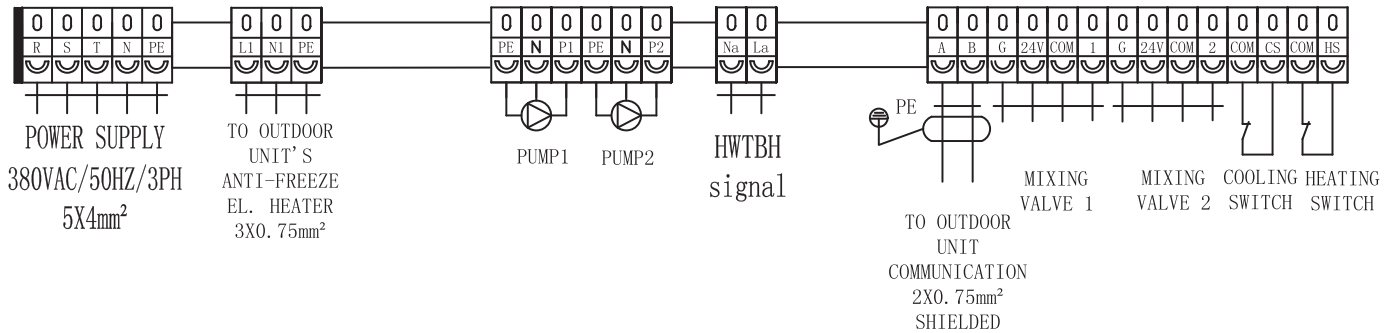 0 0 0 0 0 0 0 0 0 0 0 0 0 0 0 0 0 0 0 0 0 0 0 0 0 0 0 0 0 0
R S T N PE L1 N1 PE PE N P1 PE N P2 Na La A B G 24V COM 1 G 24V COM 2 COM CS COM HS
POWER SUPPLY
380VAC/50HZ/3PH
5X4mm²
TO OUTDOOR
UNIT'S
ANTI-FREEZE
EL. HEATER
3X0.75mm²
PUMP1
PUMP2
HWTBH
signal
PE
TO OUTDOOR
UNIT
COMMUNICATION
2X0.75mm²
SHIELDED
MIXING
VALVE 1
MIXING
VALVE 2
COOLING
SWITCH
HEATING
SWITCH